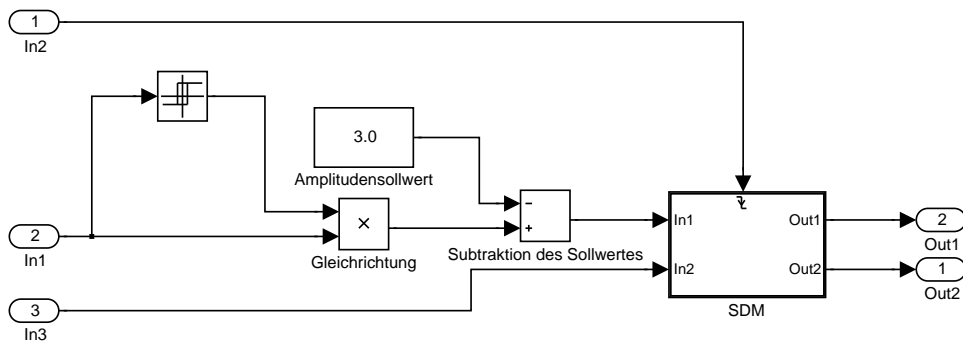 1
In2
3.0
Amplitudensollwert
×
−
+
2
In1
Gleichrichtung
Subtraktion des Sollwertes
In1
Out1
In2
Out2
SDM
2
Out1
1
Out2
3
In3